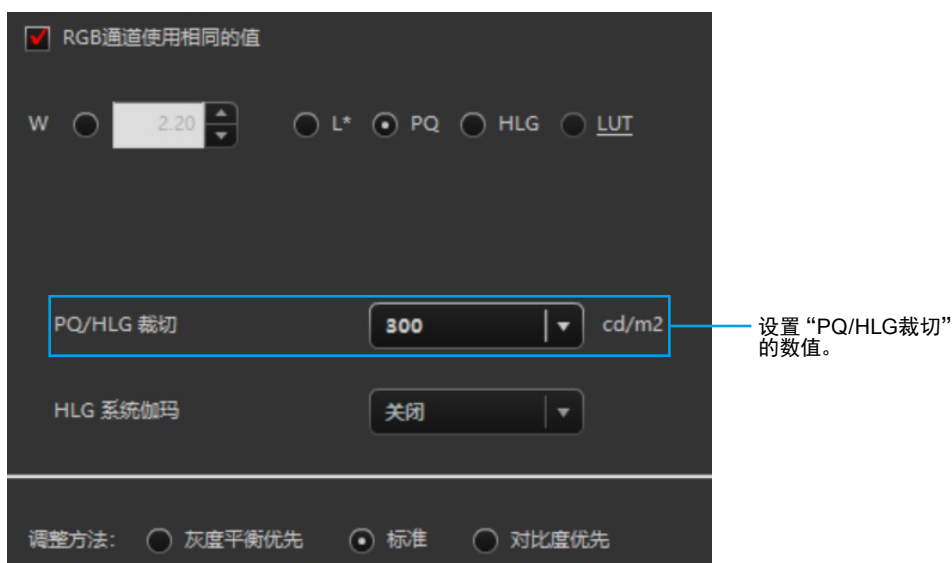 RGB通道使用相同的值
W 2.20 L* PQ HLG LUT
PQ/HLG 裁切 300 cd/m2
设置“PQ/HLG裁切”
的数值。
HLG 系统伽玛 关闭
调整方法: 灰度平衡优先 标准 对比度优先